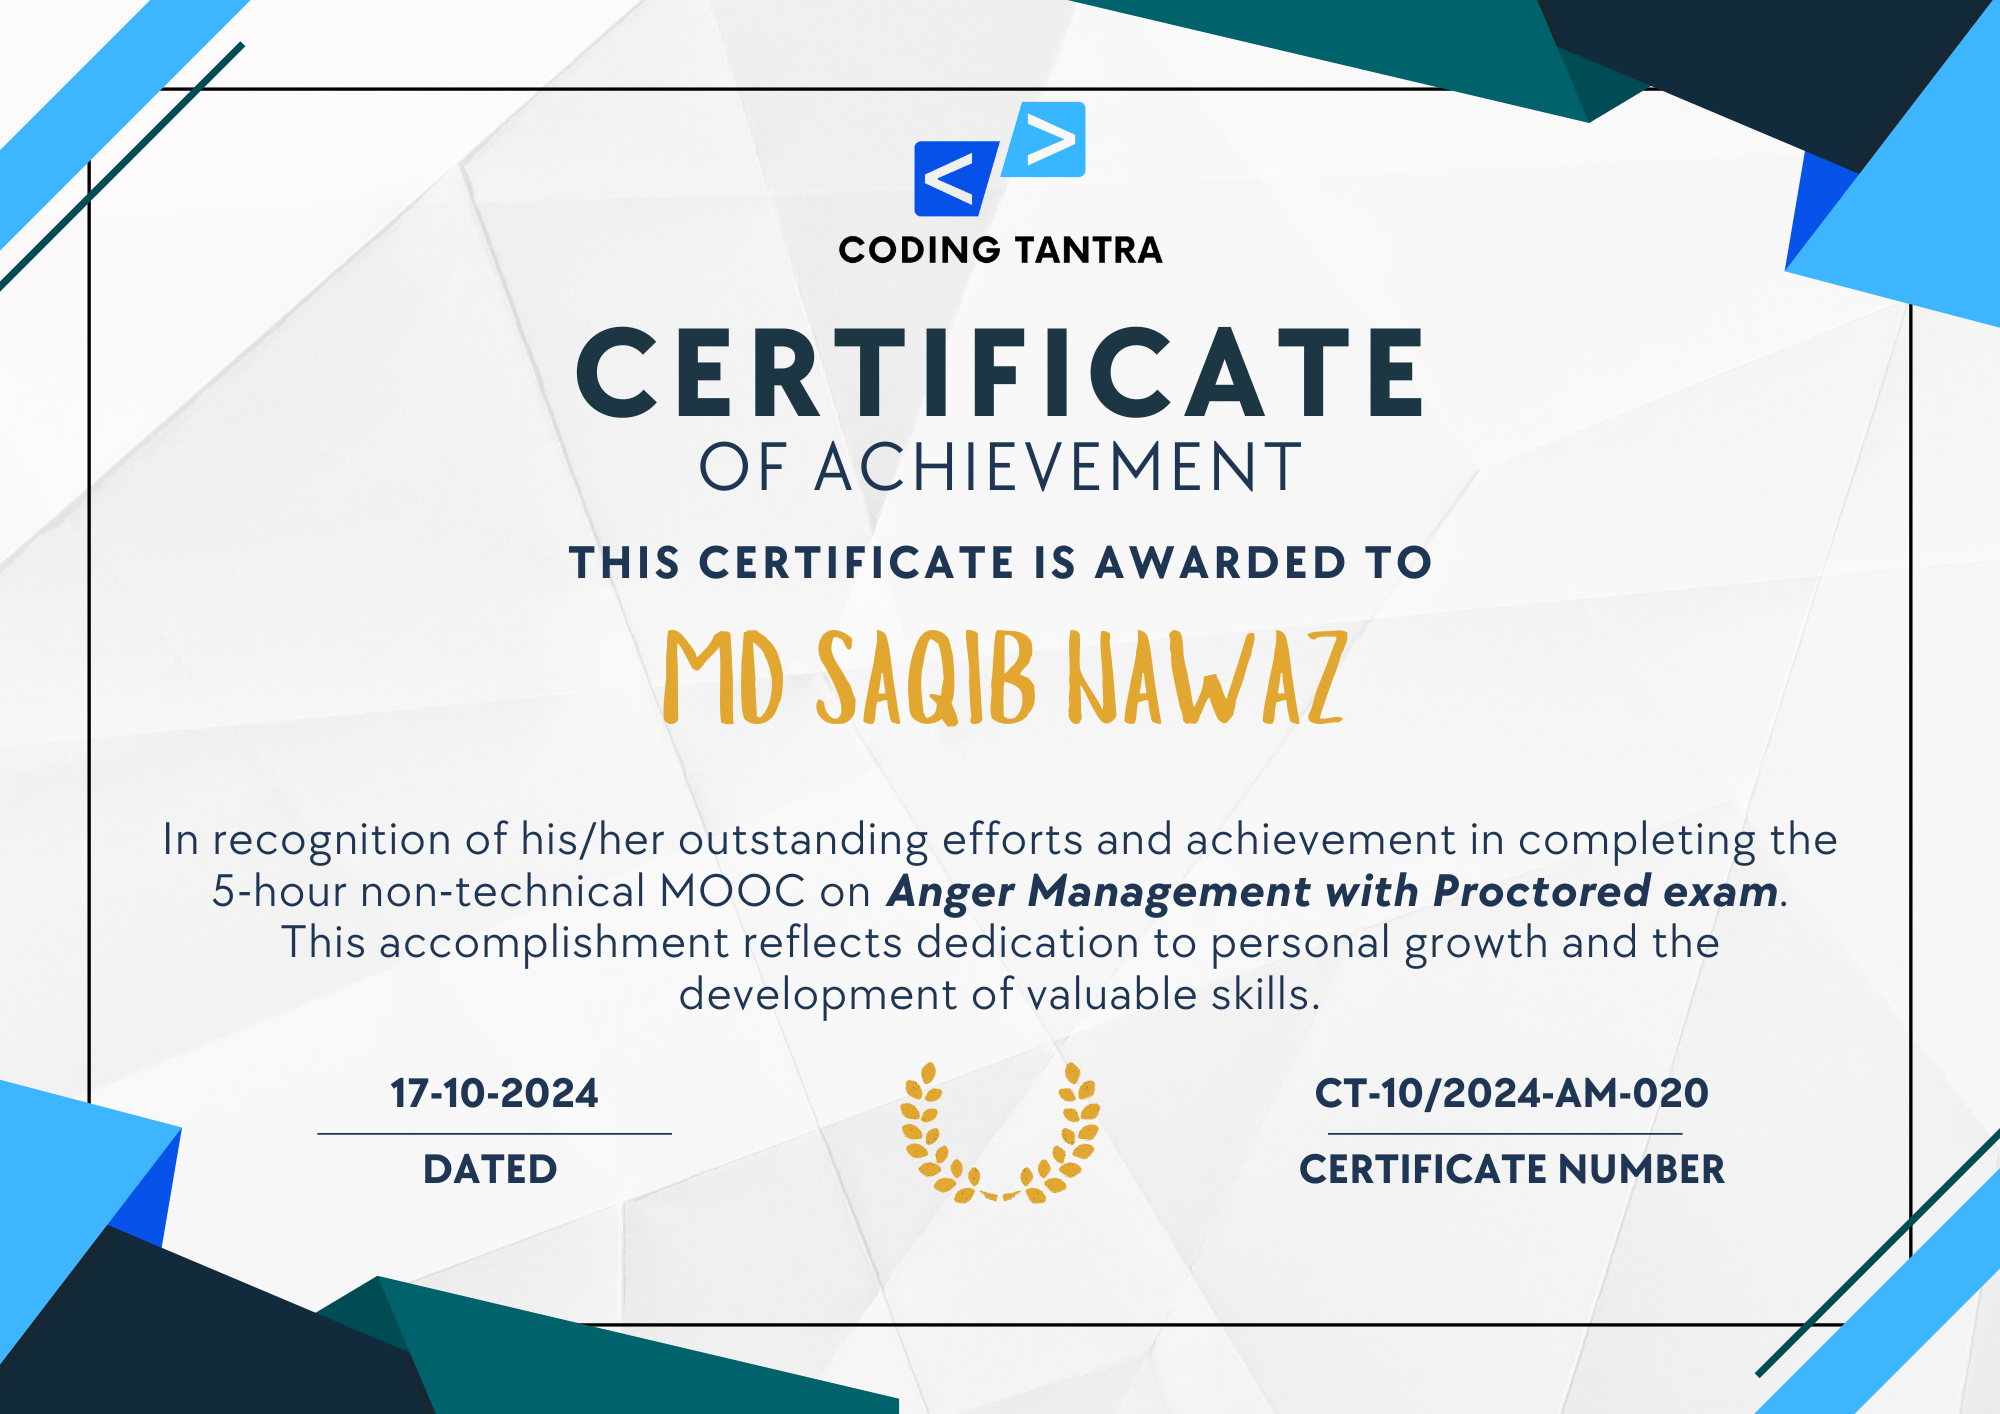 < >
CODING TANTRA
CERTIFICATE
OF ACHIEVEMENT
THIS CERTIFICATE IS AWARDED TO
MD SAQIB NAWAZ
In recognition of his/her outstanding efforts and achievement in completing the
5-hour non-technical MOOC on Anger Management with Proctored exam.
This accomplishment reflects dedication to personal growth and the
development of valuable skills.
17-10-2024
DATED
CT-10/2024-AM-020
CERTIFICATE NUMBER